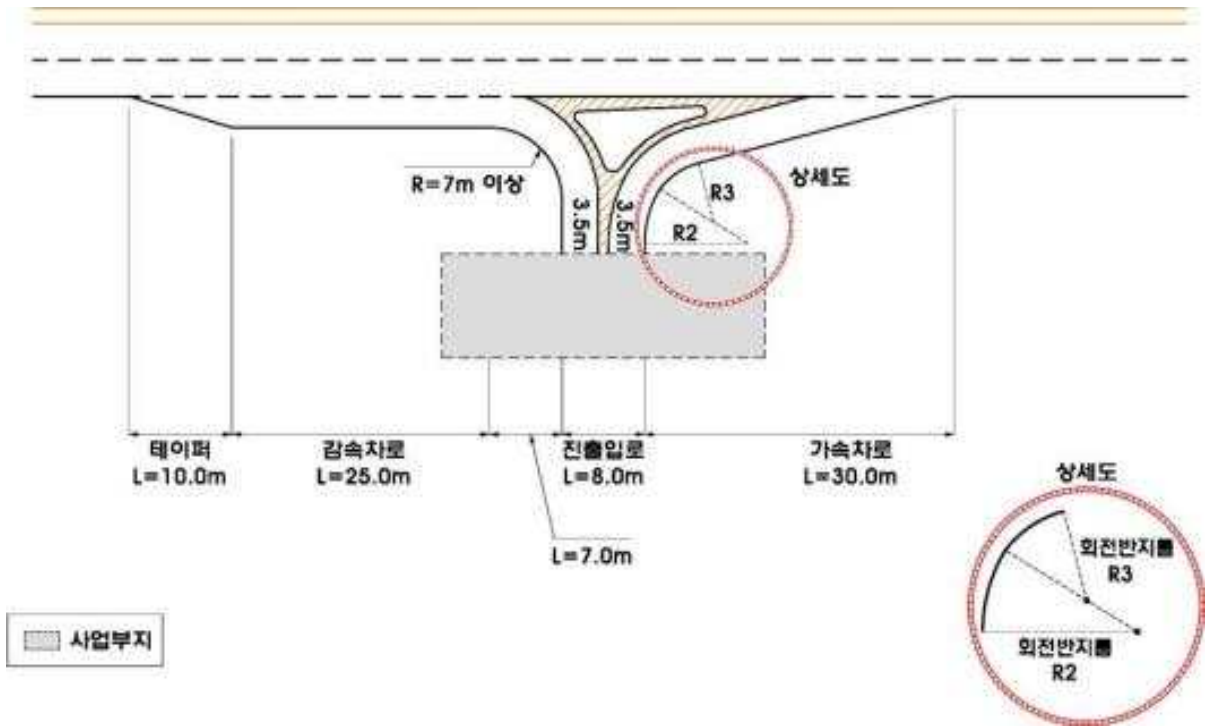 R=7m 이상
3.5m
3.5m
R3
R2
상세도
테이퍼
L=10.0m
감속차로
L=25.0m
진출입로
L=8.0m
가속차로
L=30.0m
L=7.0m
상세도
회전반지름
R3
회전반지름
R2
사업부지